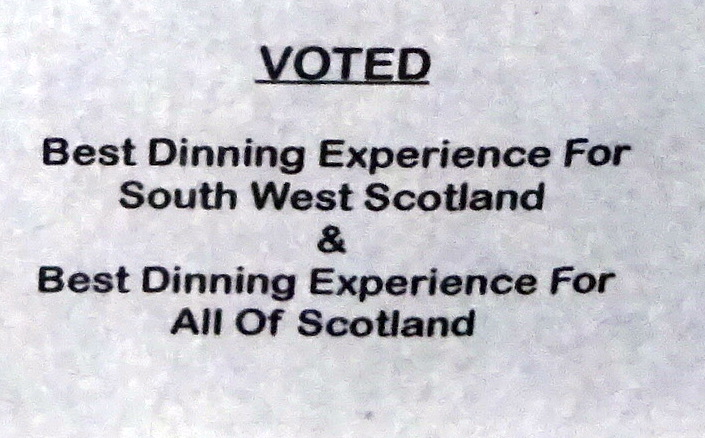 VOTED
Best Dinning Experience For
South West Scotland
&
Best Dinning Experience For
All Of Scotland